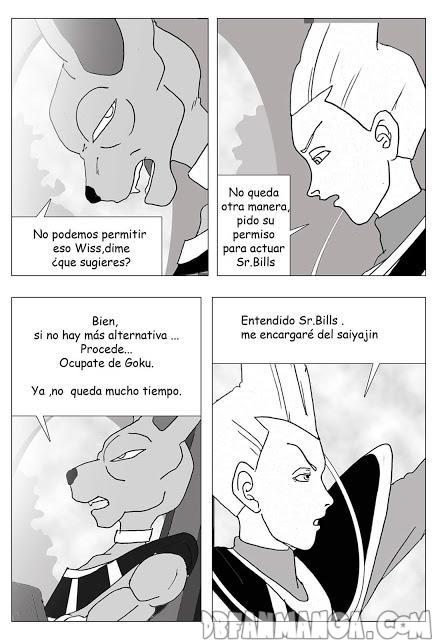 No podemos permitir
eso Wiss,dime
¿que sugieres?
No queda
otra manera,
pido su
permiso
para actuar
Sr.Bills
Bien,
si no hay más alternativa ...
Procede...
Ocupate de Goku.
Ya ,no queda mucho tiempo.
Entendido Sr.Bills .
me encargaré del saiyajin
DBFANMANGA.COM